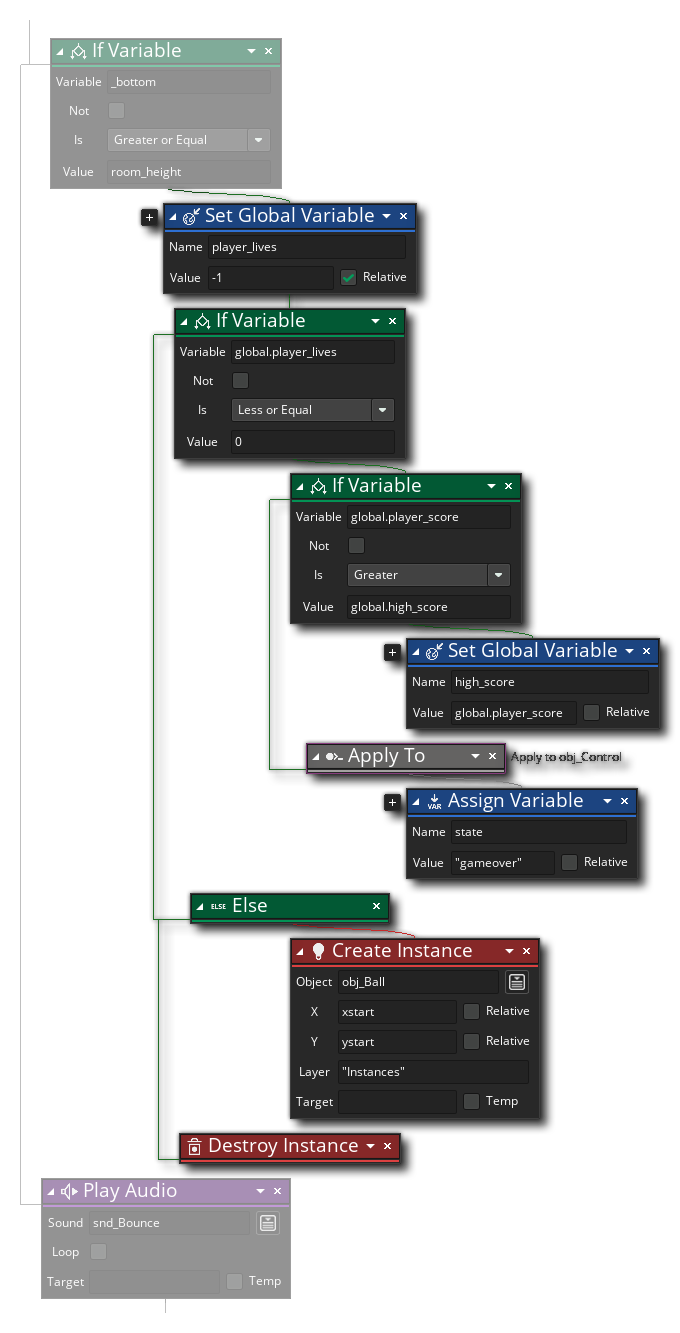 If Variable
Variable _bottom
Not
Is Greater or Equal
Value room_height
Set Global Variable
Name player_lives
Value -1 Relative
If Variable
Variable global.player_lives
Not
Is Less or Equal
Value 0
If Variable
Variable global.player_score
Not
Is Greater
Value global.high_score
Set Global Variable
Name high_score
Value global.player_score Relative
Apply To Apply to obj_Control
Assign Variable
VAR
Name state
Value "gameover" Relative
ELSE Else
Create Instance
Object obj_Ball
X xstart Relative
Y ystart Relative
Layer "Instances"
Target Temp
Destroy Instance
Play Audio
Sound snd_Bounce
Loop
Target Temp